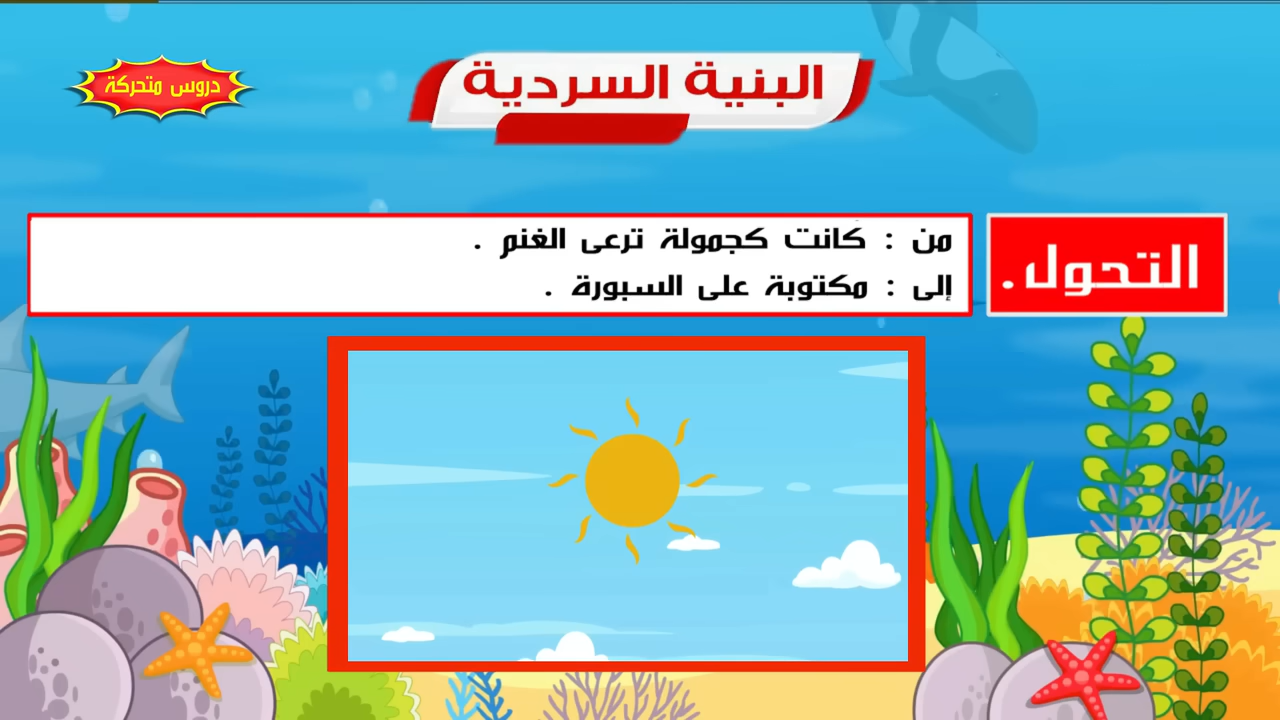 البنية السردية
دروس متحركة
التحول.
من : كانت كجمولة ترعى الغنم .
إلى : مكتوبة على السبورة .